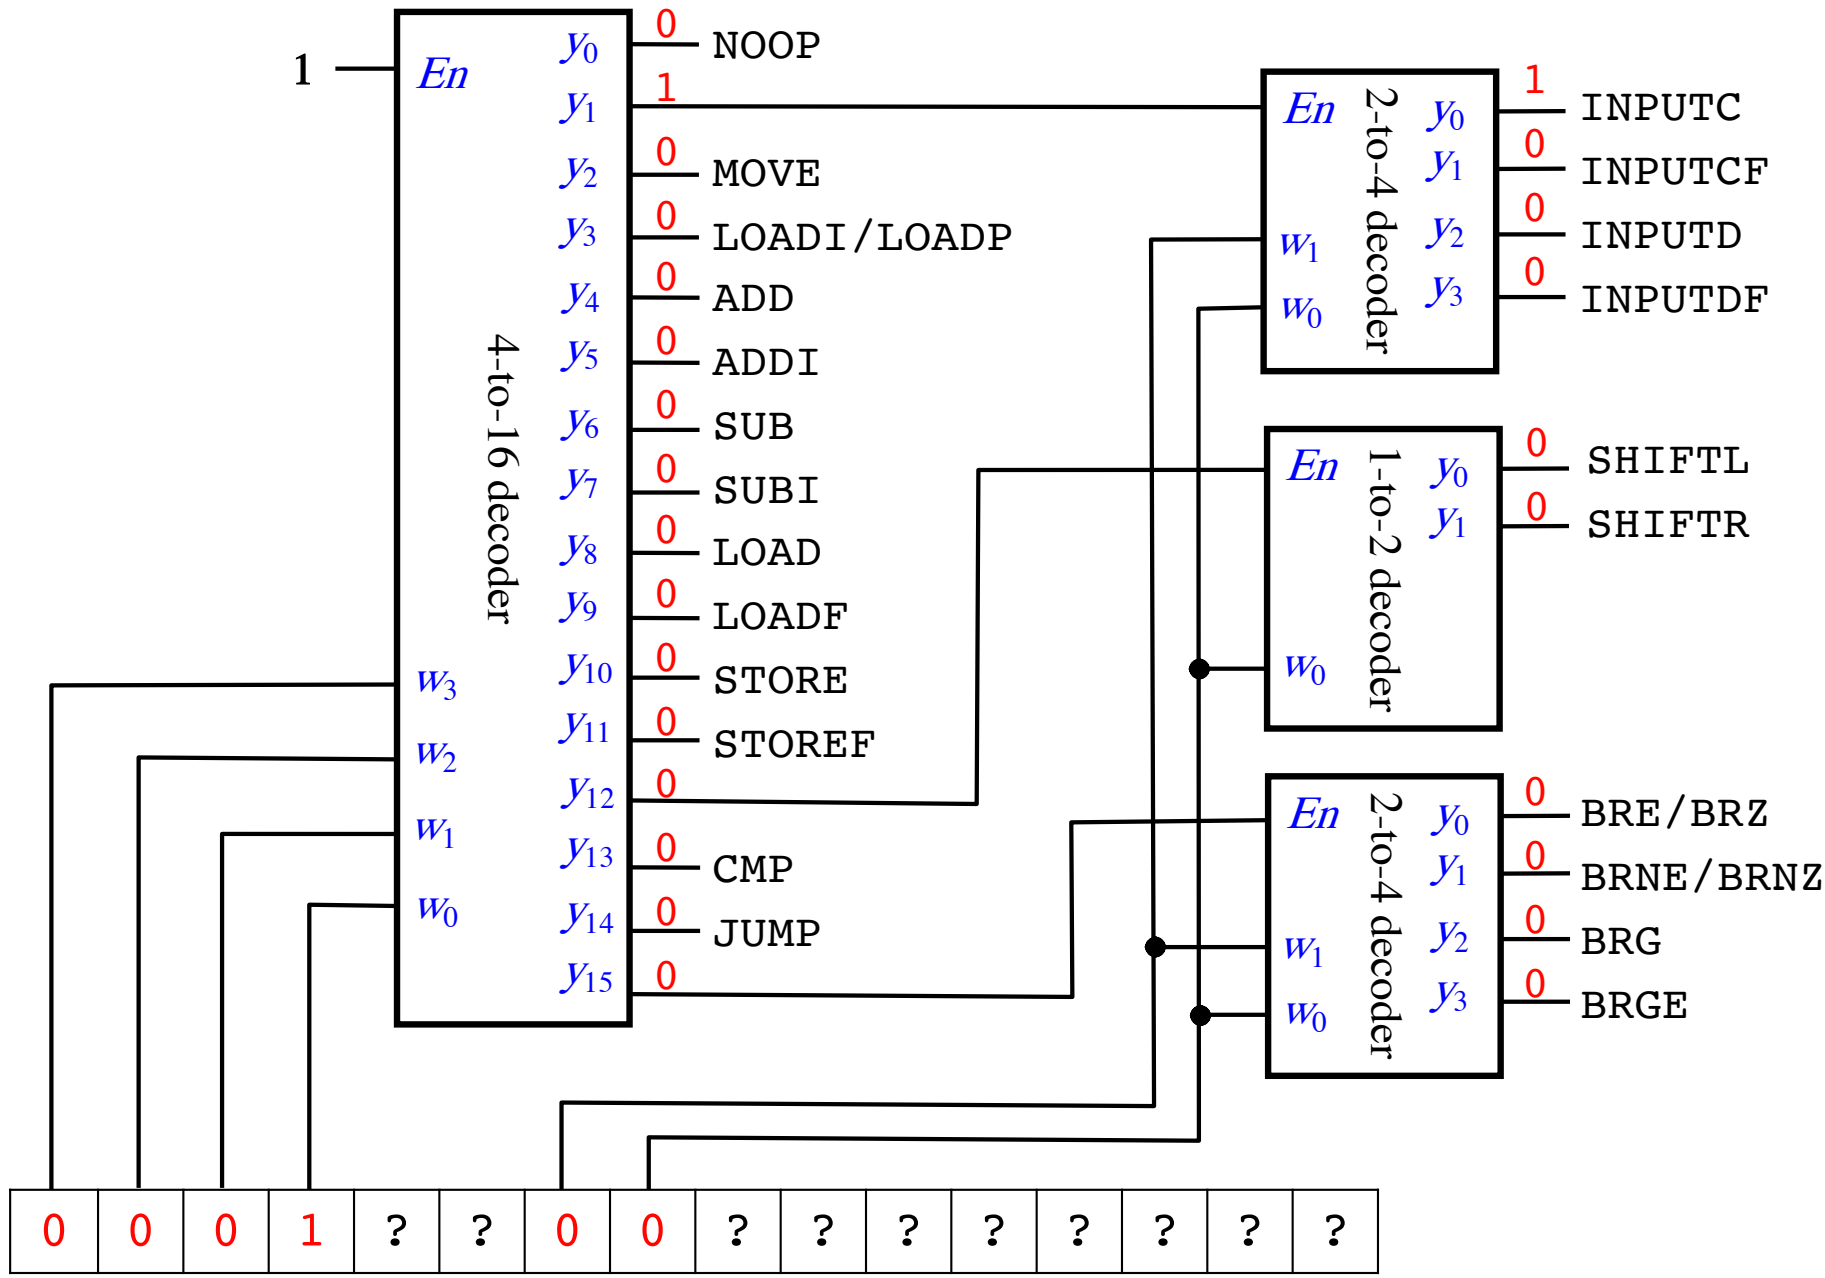 1
En
4-to-16 decoder
w3
w2
w1
w0
y0 0 NOOP
y1 1
y2 0 MOVE
y3 0 LOADI/LOADP
y4 0 ADD
y5 0 ADDI
y6 0 SUB
y7 0 SUBI
y8 0 LOAD
y9 0 LOADF
y10 0 STORE
y11 0 STOREF
y12 0
y13 0 CMP
y14 0 JUMP
y15 0
En
w1
w0
2-to-4 decoder
y0 1 INPUTC
y1 0 INPUTCF
y2 0 INPUTD
y3 0 INPUTDF
En
w0
1-to-2 decoder
y0 0 SHIFTL
y1 0 SHIFTR
En
w1
w0
2-to-4 decoder
y0 0 BRE/BRZ
y1 0 BRNE/BRNZ
y2 0 BRG
y3 0 BRGE
0 0 0 1 ? ? 0 0 ? ? ? ? ? ? ? ?